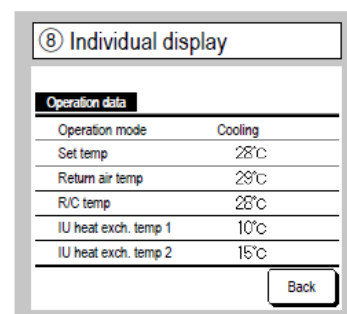 ⑧ Individual display
Operation data
Operation mode Cooling
Set temp 28°C
Return air temp 29°C
R/C temp 28°C
IU heat exch. temp 1 10°C
IU heat exch. temp 2 15°C
Back